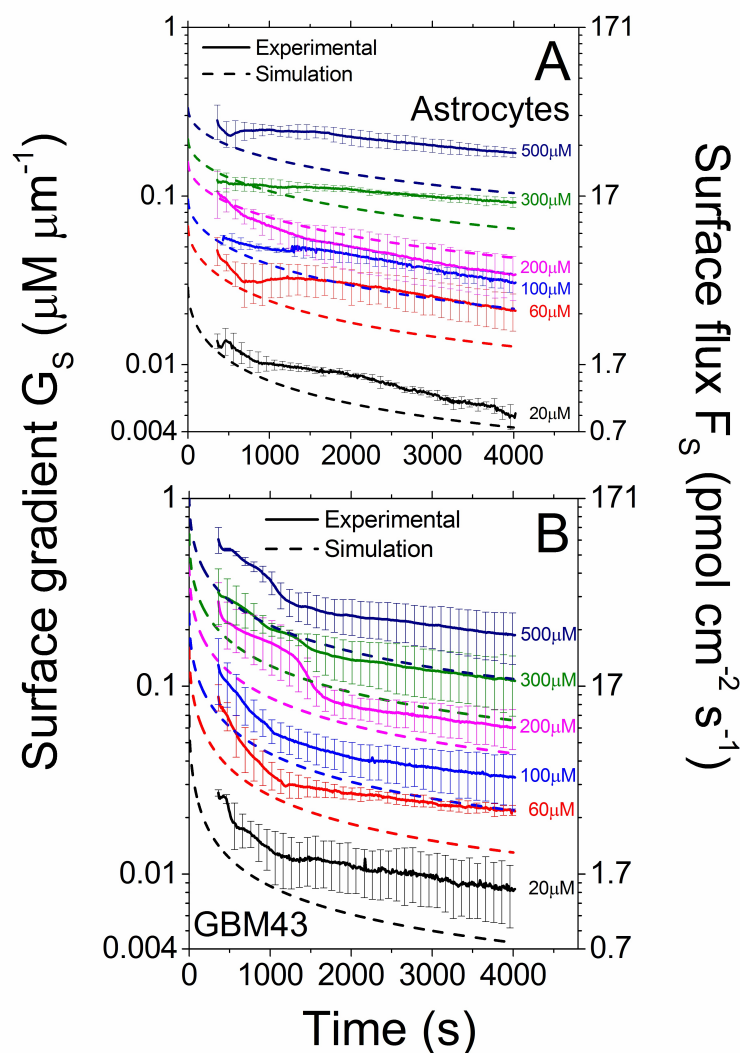 Surface gradient G_S (µM µm⁻¹)
Surface flux F_S (pmol cm⁻² s⁻¹)
1
0.1
0.01
0.004
171
17
1.7
0.7
Experimental
Simulation
A
Astrocytes
500µM
300µM
200µM
100µM
60µM
20µM
0 1000 2000 3000 4000
1
0.1
0.01
0.004
171
17
1.7
0.7
Experimental
Simulation
B
500µM
300µM
200µM
100µM
60µM
20µM
GBM43
0 1000 2000 3000 4000
Time (s)